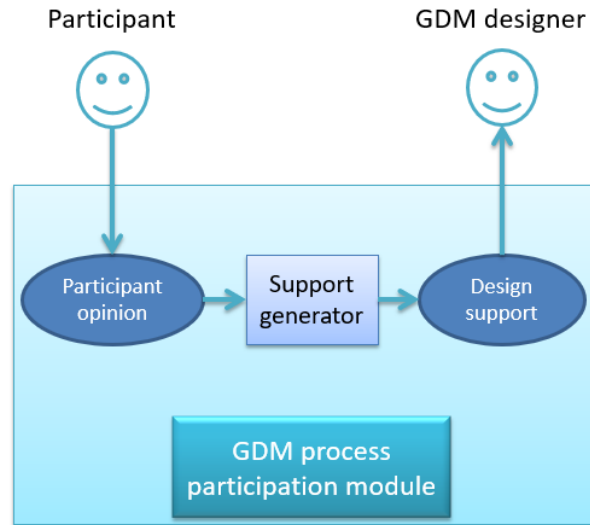 Participant
GDM designer
Participant
opinion
Support
generator
Design
support
GDM process
participation module